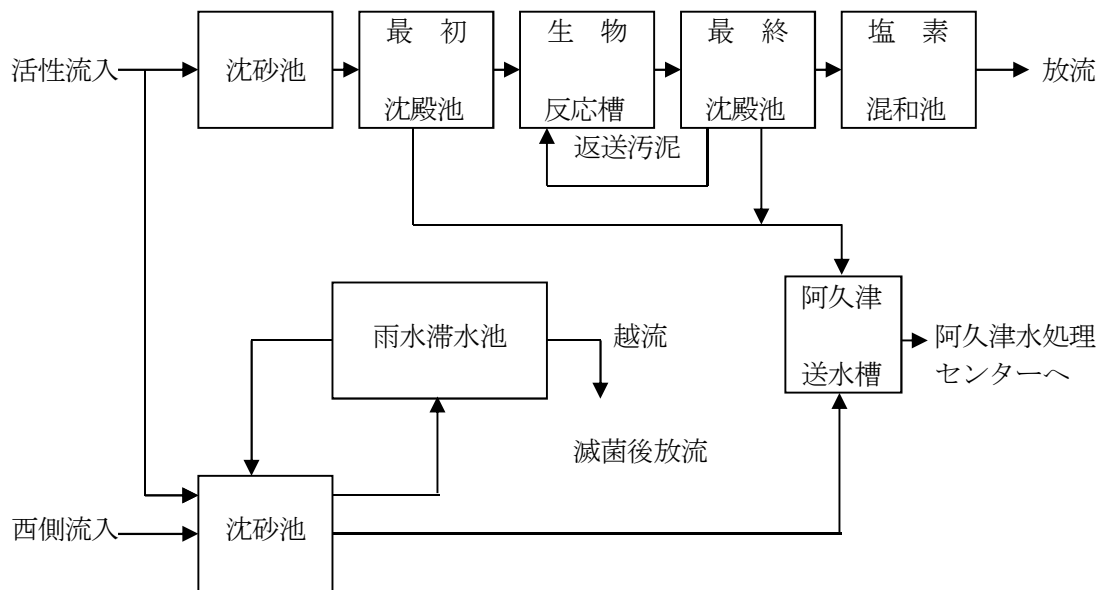 活性流入
沈砂池
最 初
沈殿池
生 物
反応槽
最 終
沈殿池
塩 素
混和池
放流
返送汚泥
雨水滞水池
越流
滅菌後放流
阿久津
送水槽
阿久津水処理
センターへ
西側流入
沈砂池